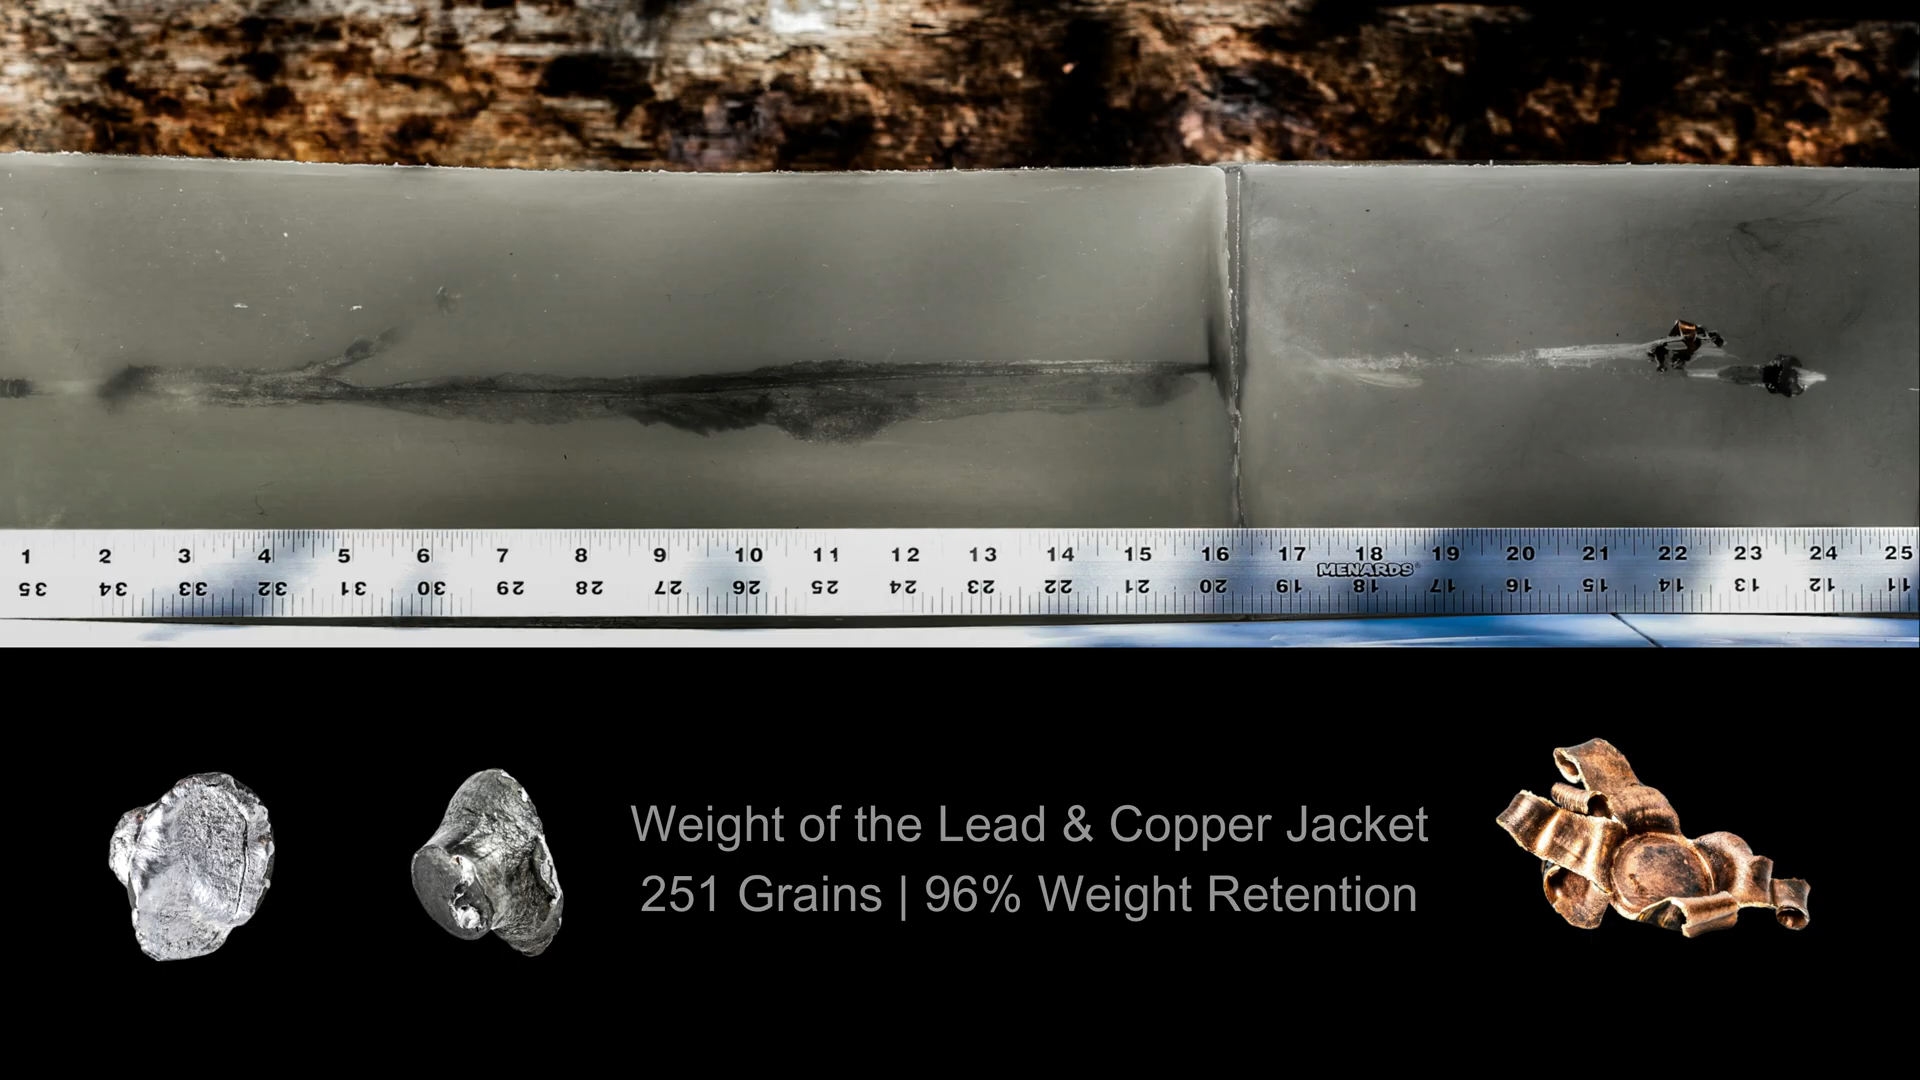 1 2 3 4 5 6 7 8 9 10 11 12 13 14 15 16 17 18 19 20 21 22 23 24 25
MENARDS®
35 34 33 32 31 30 29 28 27 26 25 24 23 22 21 20 19 18 17 16 15 14 13 12 11
Weight of the Lead & Copper Jacket
251 Grains | 96% Weight Retention